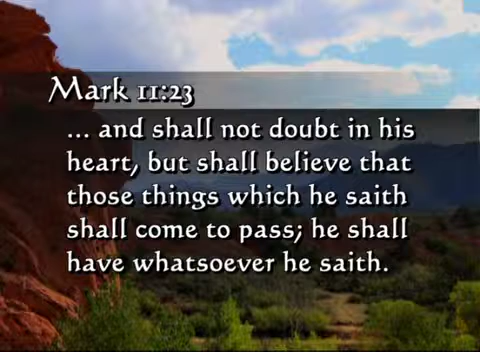 Mark 11:23
... and shall not doubt in his
heart, but shall believe that
those things which he saith
shall come to pass; he shall
have whatsoever he saith.